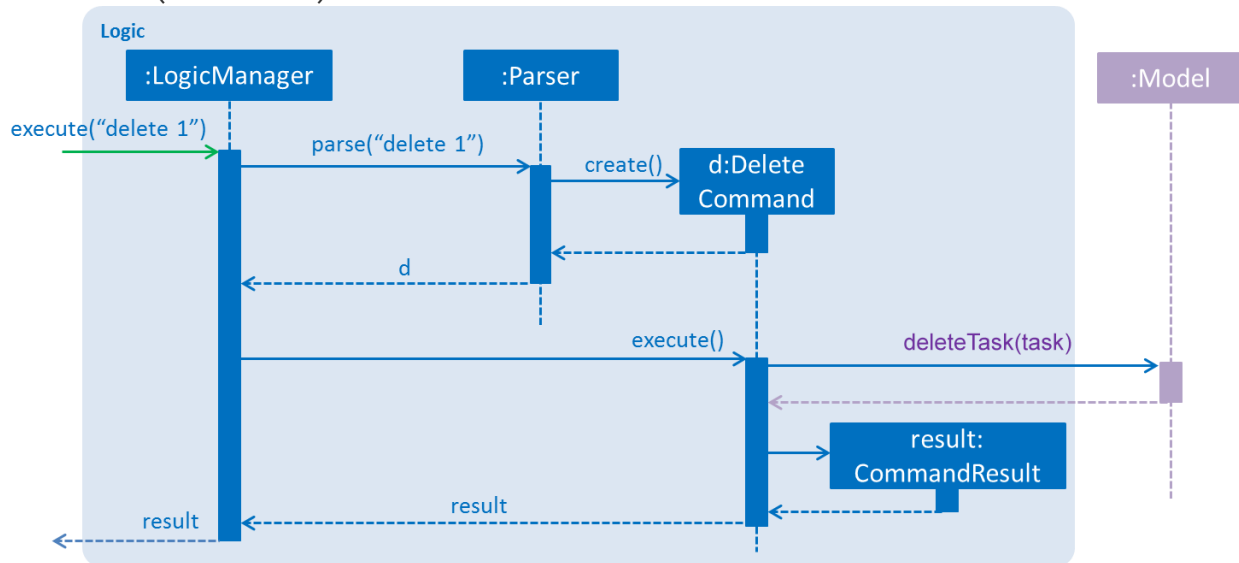 Logic
:LogicManager
:Parser
:Model
execute(“delete 1”)
parse(“delete 1”)
create()
d:Delete
Command
d
execute()
deleteTask(task)
result:
CommandResult
result
result